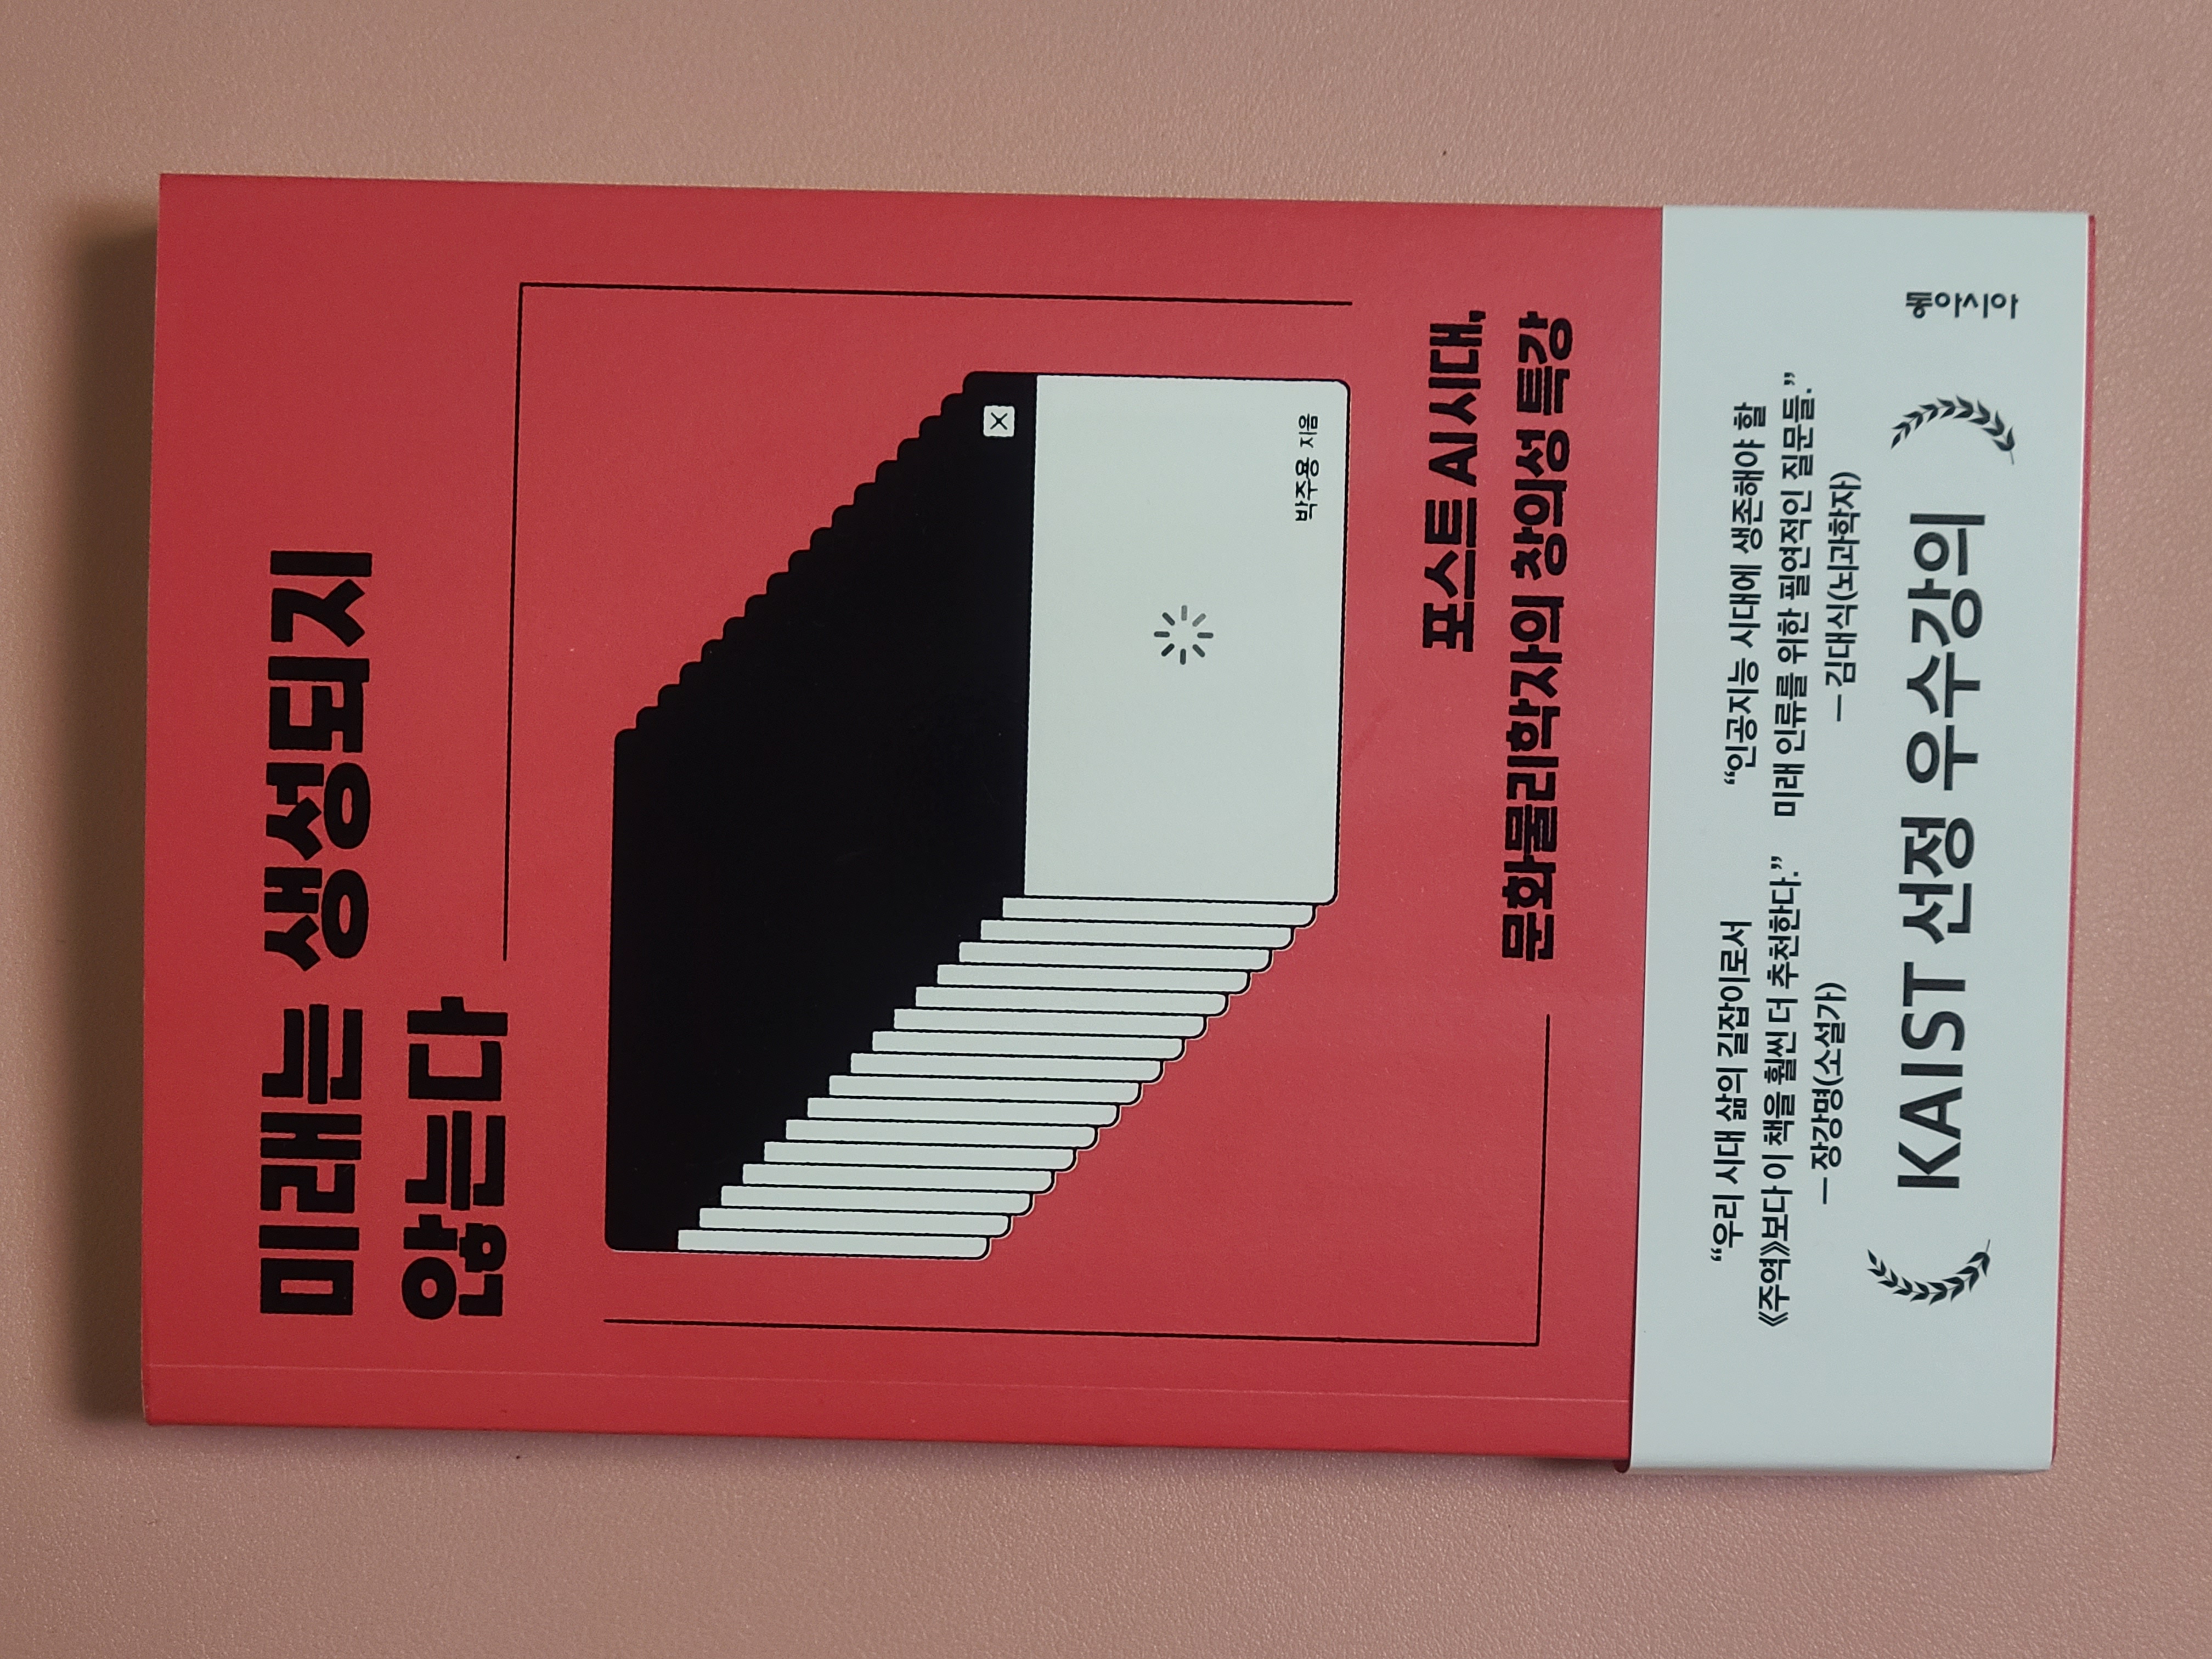 미래는 생성되지
않는다
박주용 지음
포스트 AI 시대,
문화물리학자의 창의성 특강
“우리 시대 삶의 길잡이로서
《주역》보다 이 책을 훨씬 더 추천한다.”
— 장강명(소설가)
“인공지능 시대에 생존해야 할
미래 인류를 위한 필연적인 질문들.”
— 김대식(뇌과학자)
KAIST 선정 우수강의
동아시아